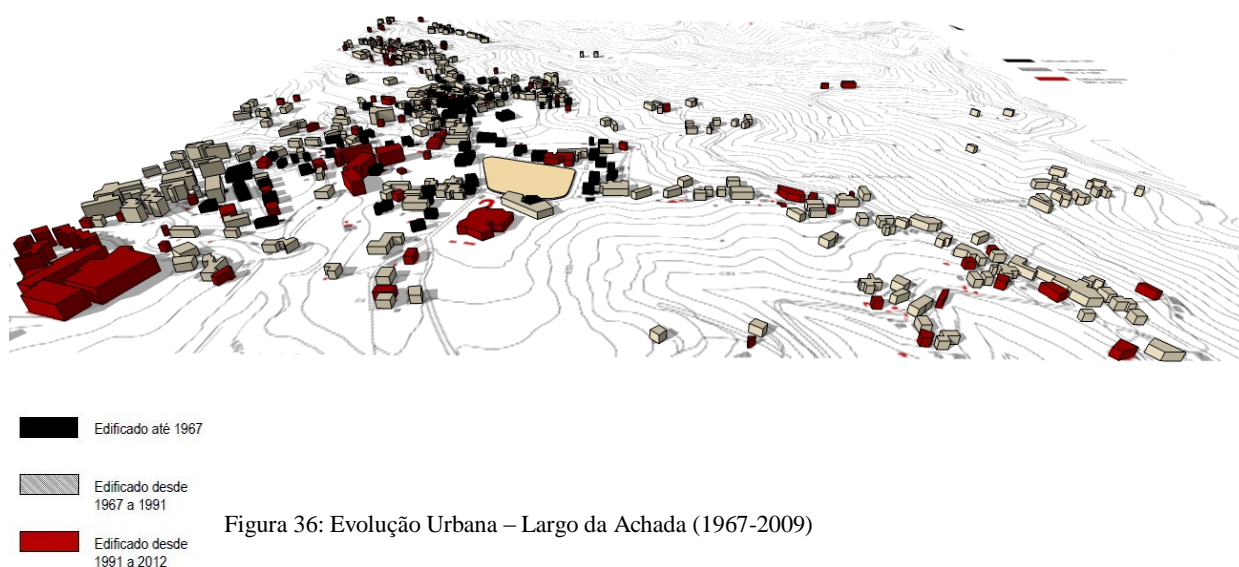 Edificado até 1967
Edificado desde
1967 a 1991
Edificado desde
1991 a 2012
Figura 36: Evolução Urbana – Largo da Achada (1967-2009)